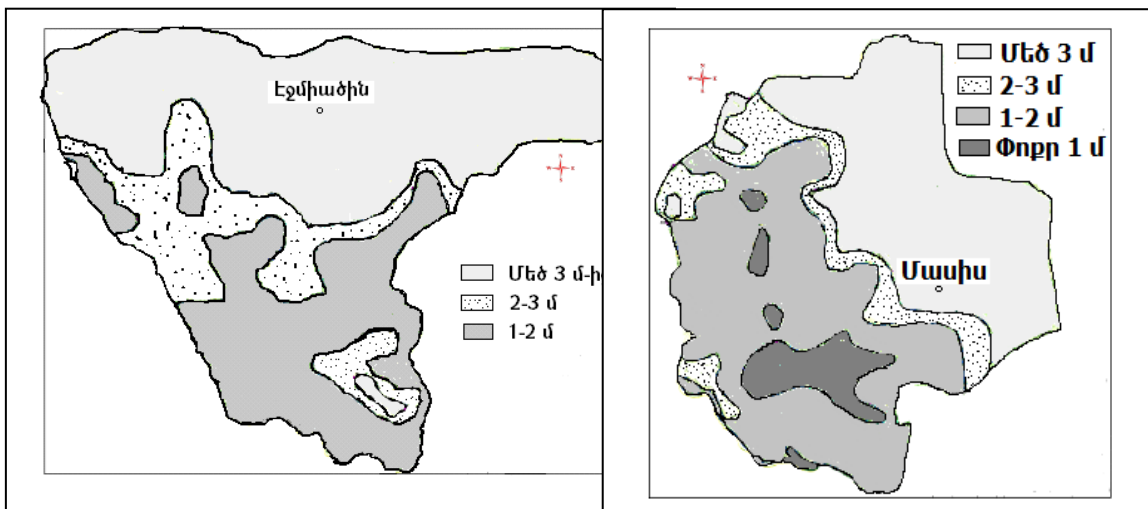 Էջմիածին
Մեծ 3 մ-ի
2-3 մ
1-2 մ
Մեծ 3 մ
2-3 մ
1-2 մ
Փոքր 1 մ
Մասիս